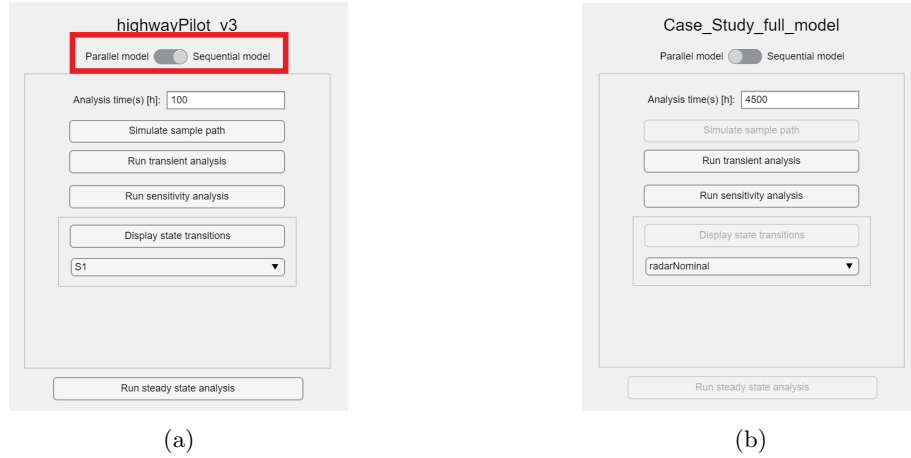 highwayPilot_v3
Parallel model Sequential model
Analysis time(s) [h]: 100
Simulate sample path
Run transient analysis
Run sensitivity analysis
Display state transitions
S1
Run steady state analysis
(a)
Case_Study_full_model
Parallel model Sequential model
Analysis time(s) [h]: 4500
Simulate sample path
Run transient analysis
Run sensitivity analysis
Display state transitions
radarNominal
Run steady state analysis
(b)